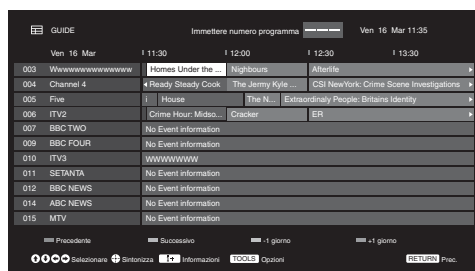 GUIDE Immettere numero programma Ven 16 Mar 11:35
Ven 16 Mar 11:30 12:00 12:30 13:30
003 Wwwwwwwwwwwwww Homes Under the ... Nighbours Afterlife
004 Channel 4 Ready Steady Cook The Jermy Kyle ... CSI NewYork: Crime Scene Investigations
005 Five House The N... Extraordinaly People: Britains Identity
006 ITV2 Crime Hour: Midso... Cracker ER
007 BBC TWO No Event information
009 BBC FOUR No Event information
010 ITV3 WWWWWWW
011 SETANTA No Event information
012 BBC NEWS No Event information
014 ABC NEWS No Event information
015 MTV No Event information
Precedente Successivo -1 giorno +1 giorno
Selezionare Sintonizza Informazioni TOOLS Opzioni RETURN Prec.